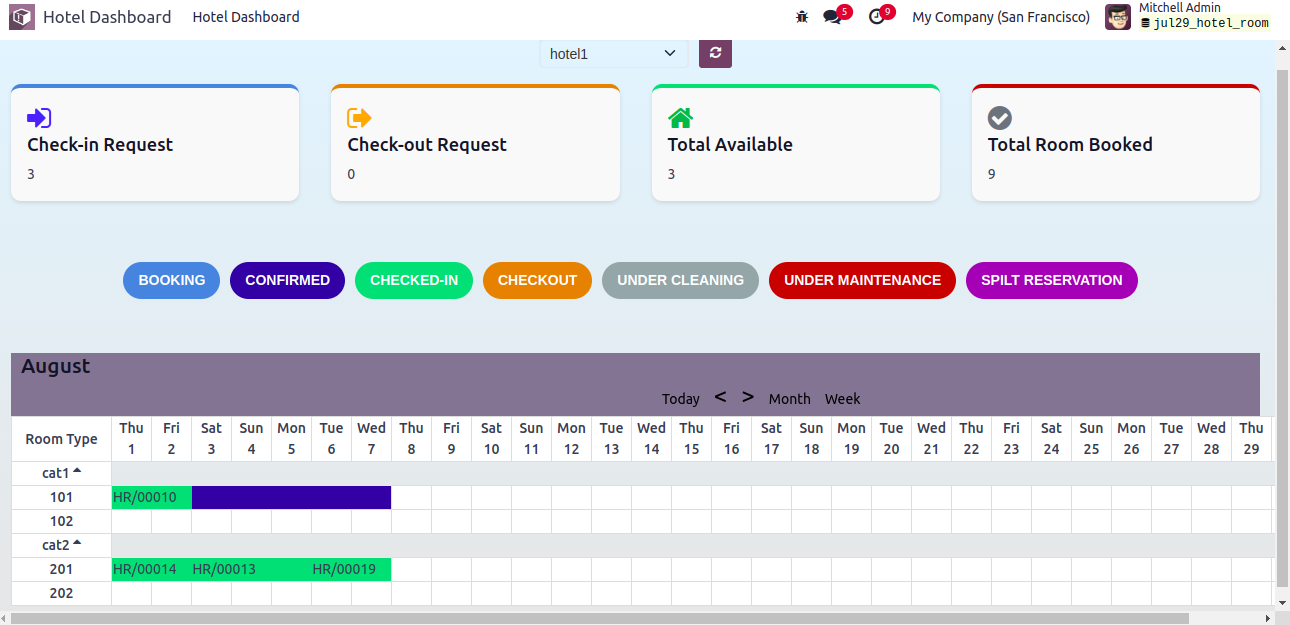 Hotel Dashboard Hotel Dashboard 5 9 My Company (San Francisco) Mitchell Admin
jul29_hotel_room
hotel1
Check-in Request Check-out Request Total Available Total Room Booked
3 0 3 9
BOOKING CONFIRMED CHECKED-IN CHECKOUT UNDER CLEANING UNDER MAINTENANCE SPILT RESERVATION
August
Today < > Month Week
Room Type Thu Fri Sat Sun Mon Tue Wed Thu Fri Sat Sun Mon Tue Wed Thu Fri Sat Sun Mon Tue Wed Thu Fri Sat Sun Mon Tue Wed Thu
1 2 3 4 5 6 7 8 9 10 11 12 13 14 15 16 17 18 19 20 21 22 23 24 25 26 27 28 29
cat1
101 HR/00010
102
cat2
201 HR/00014 HR/00013 HR/00019
202